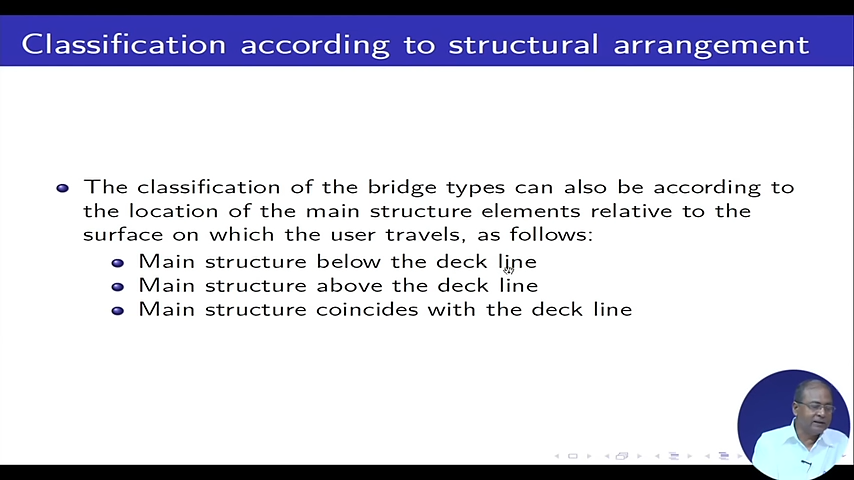 Classification according to structural arrangement
The classification of the bridge types can also be according to
the location of the main structure elements relative to the
surface on which the user travels, as follows:
Main structure below the deck line
Main structure above the deck line
Main structure coincides with the deck line